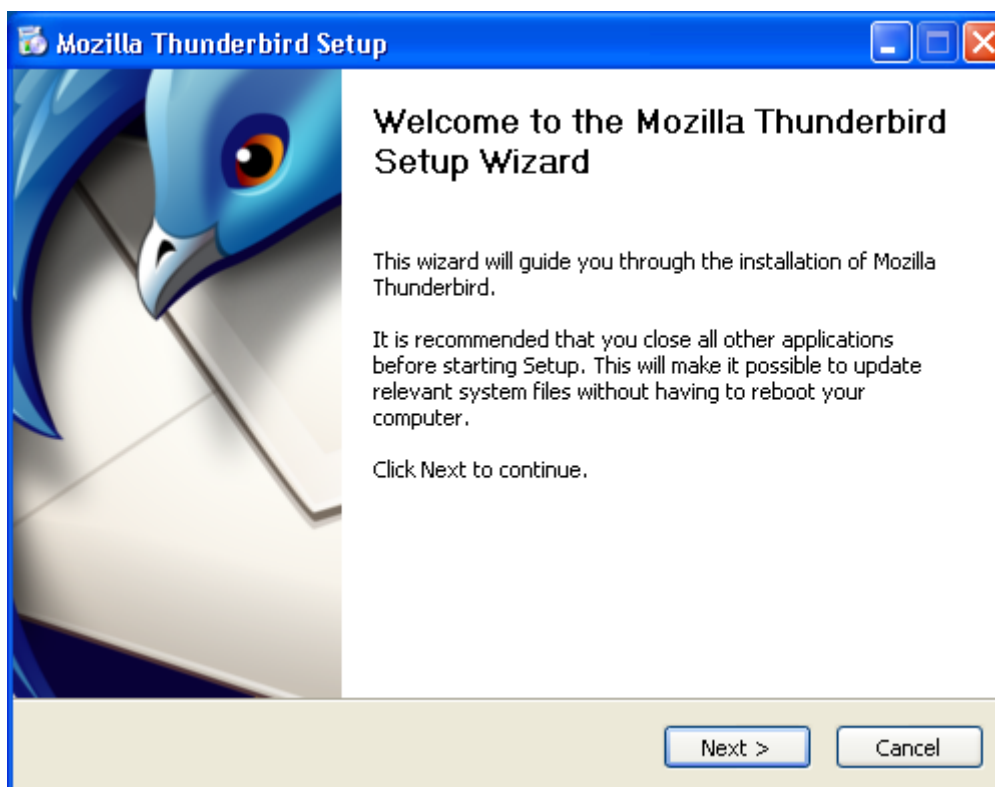 Mozilla Thunderbird Setup
Welcome to the Mozilla Thunderbird
Setup Wizard
This wizard will guide you through the installation of Mozilla
Thunderbird.
It is recommended that you close all other applications
before starting Setup. This will make it possible to update
relevant system files without having to reboot your
computer.
Click Next to continue.
Next >
Cancel